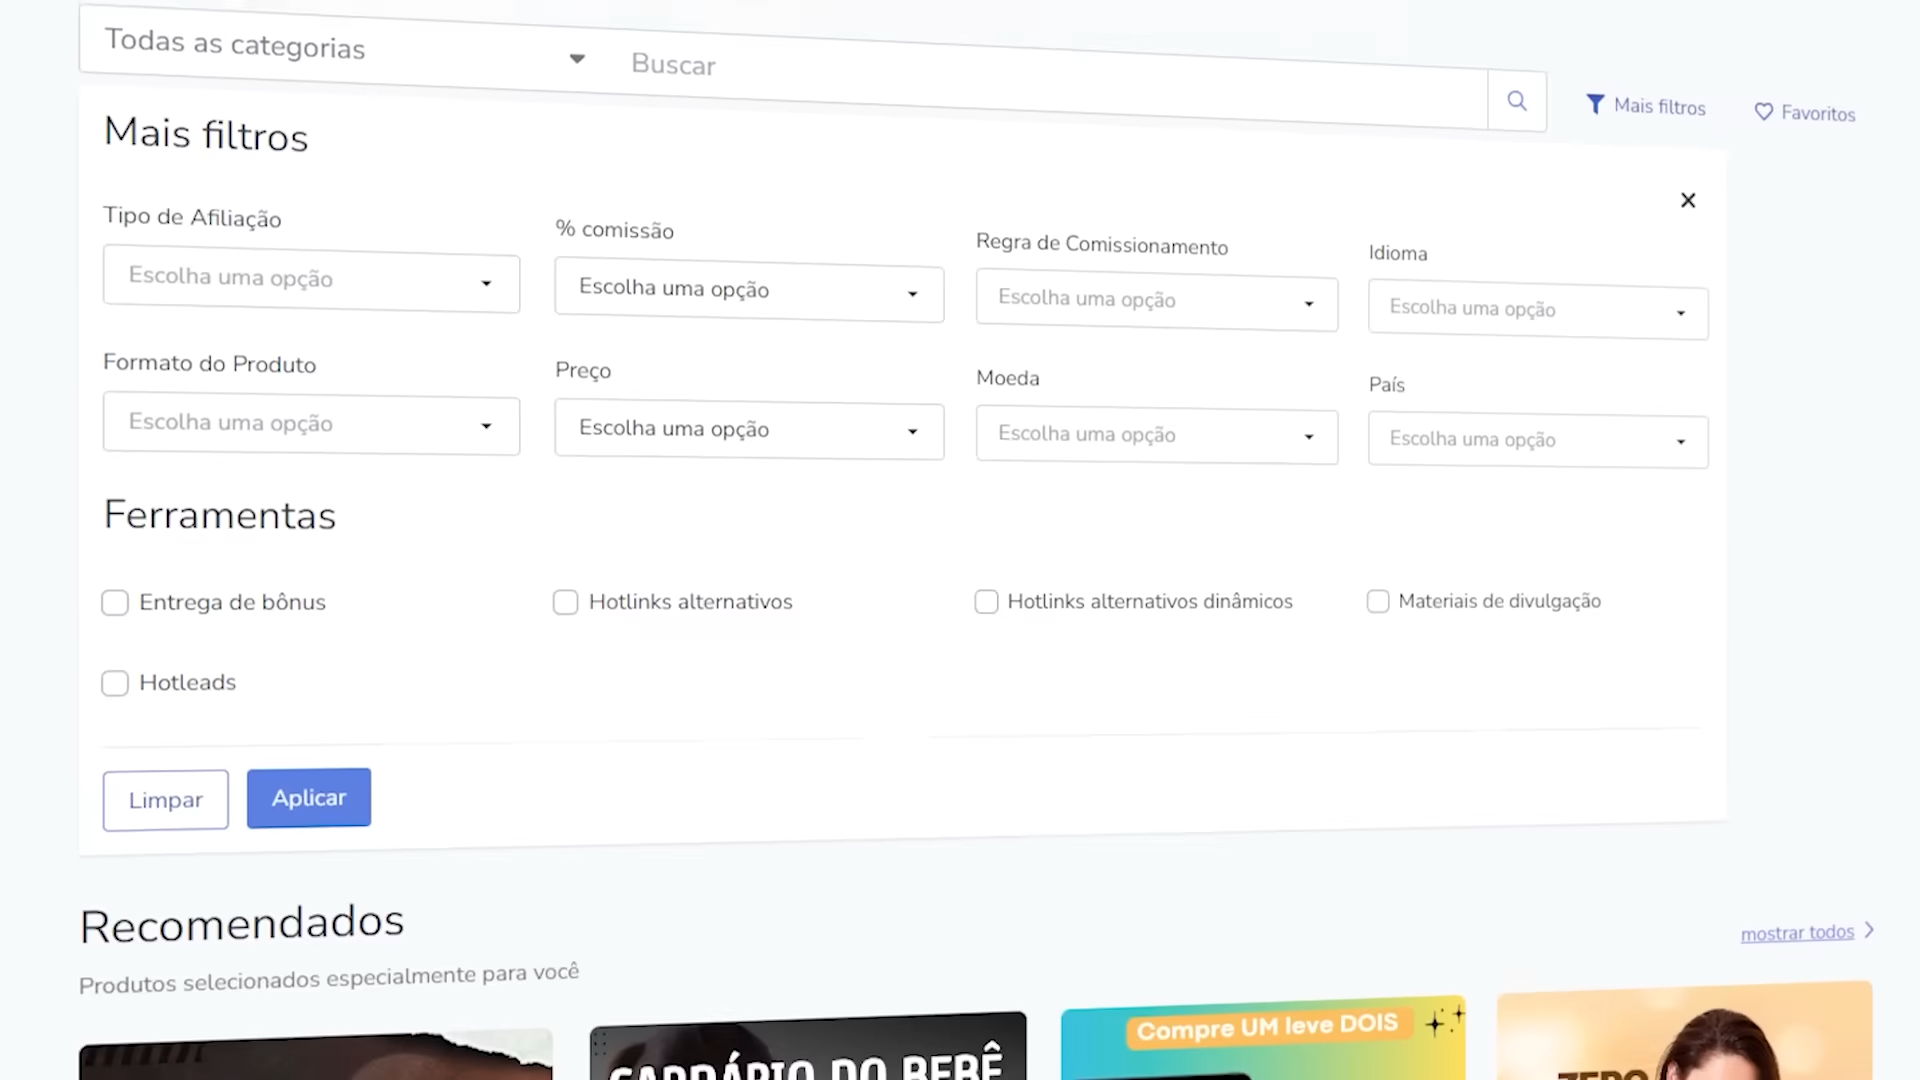 Todas as categorias
Buscar
Mais filtros
Favoritos
Mais filtros
Tipo de Afiliação
% comissão
Regra de Comissionamento
Idioma
Escolha uma opção
Escolha uma opção
Escolha uma opção
Escolha uma opção
Formato do Produto
Preço
Moeda
País
Escolha uma opção
Escolha uma opção
Escolha uma opção
Escolha uma opção
Ferramentas
Entrega de bônus
Hotlinks alternativos
Hotlinks alternativos dinâmicos
Materiais de divulgação
Hotleads
Limpar
Aplicar
Recomendados
mostrar todos
Produtos selecionados especialmente para você
Compre UM leve DOIS
DO BEBÊ
ZERO